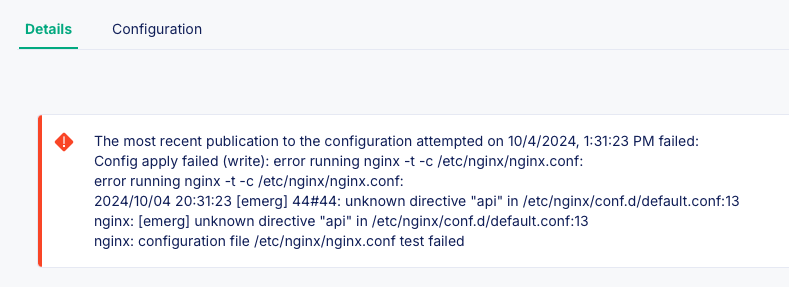 Details Configuration
The most recent publication to the configuration attempted on 10/4/2024, 1:31:23 PM failed:
Config apply failed (write): error running nginx -t -c /etc/nginx/nginx.conf:
error running nginx -t -c /etc/nginx/nginx.conf:
2024/10/04 20:31:23 [emerg] 44#44: unknown directive "api" in /etc/nginx/conf.d/default.conf:13
nginx: [emerg] unknown directive "api" in /etc/nginx/conf.d/default.conf:13
nginx: configuration file /etc/nginx/nginx.conf test failed